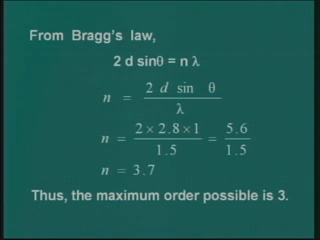 From Bragg's law,
2 d sinθ = n λ
n = 2 d sin θ / λ
n = 2 × 2.8 × 1 / 1.5 = 5.6 / 1.5
n = 3.7
Thus, the maximum order possible is 3.